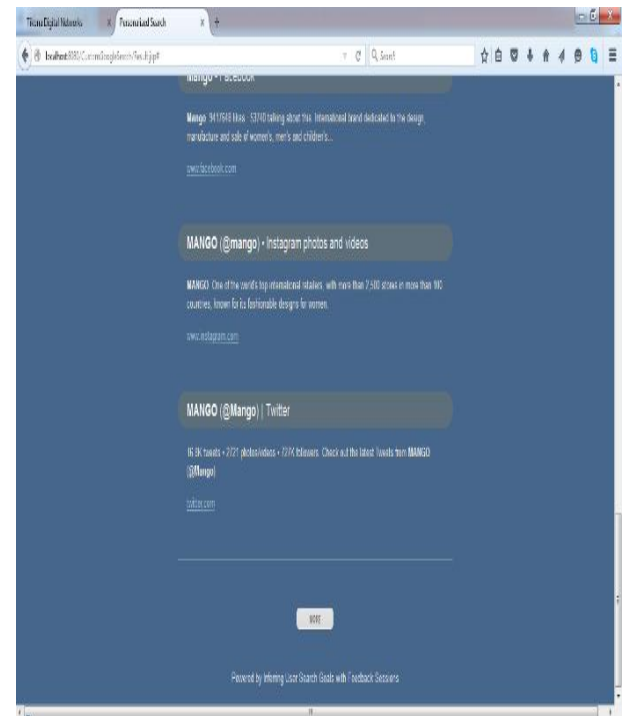 Digital Networks
Personalized Search
localhost:8080/CustomGoogleSearch/Result.jsp#
Search
Mango - Facebook
Mango. likes · talking about this. International brand dedicated to the design,
manufacture and sale of women's, men's and children's...
www.facebook.com
MANGO (@mango) • Instagram photos and videos
MANGO. One of the world's top international retailers, with more than 2,500 stores in more than 100
countries, known for its fashionable designs for women.
www.instagram.com
MANGO (@Mango) | Twitter
tweets • 2721 photos/videos • followers. Check out the latest Tweets from MANGO
(@Mango)
twitter.com
MORE
Powered by Inferring User Search Goals with Feedback Sessions